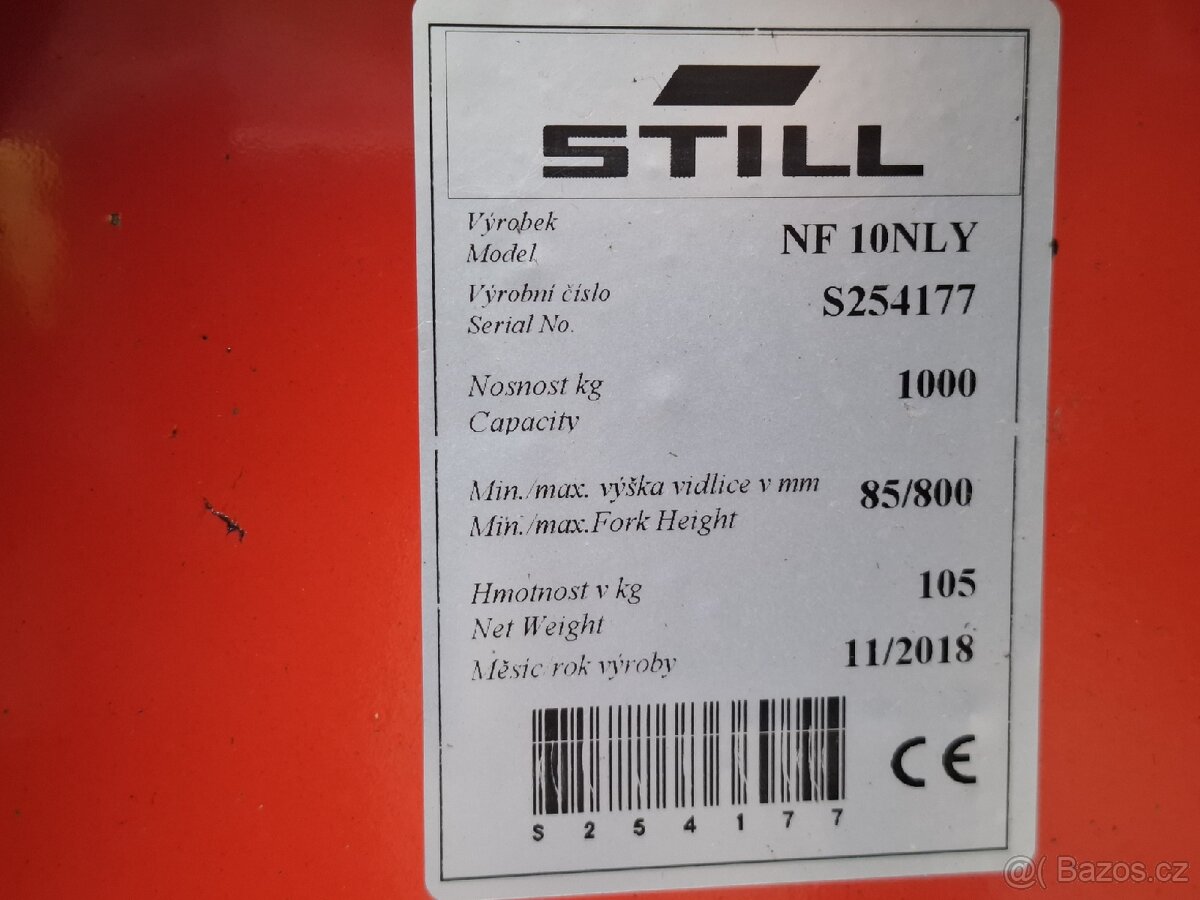 STILL
Výrobek
Model
NF 10NLY
Výrobní číslo
Serial No.
S254177
Nosnost kg
Capacity
1000
Min./max. výška vidlice v mm
Min./max.Fork Height
85/800
Hmotnost v kg
Net Weight
105
Měsíc/rok výroby
11/2018
S 2 5 4 1 7 7
CE
@( Bazos.cz